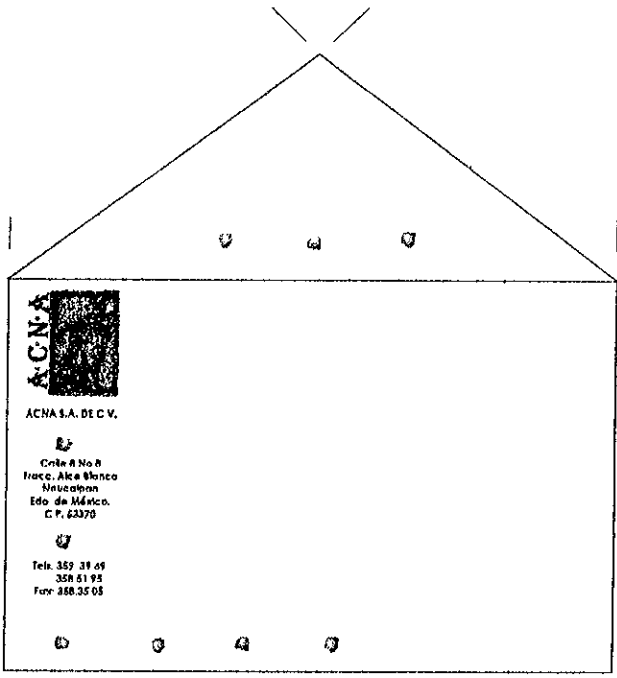 A·C·N·A
ACNA S.A. DE C.V.
Calle 8 No 8
Fracc. Alce Blanco
Naucalpan
Edo. de México.
C.P. 53370
Tels. 359 39 69
358 51 95
Fax: 358.35 05